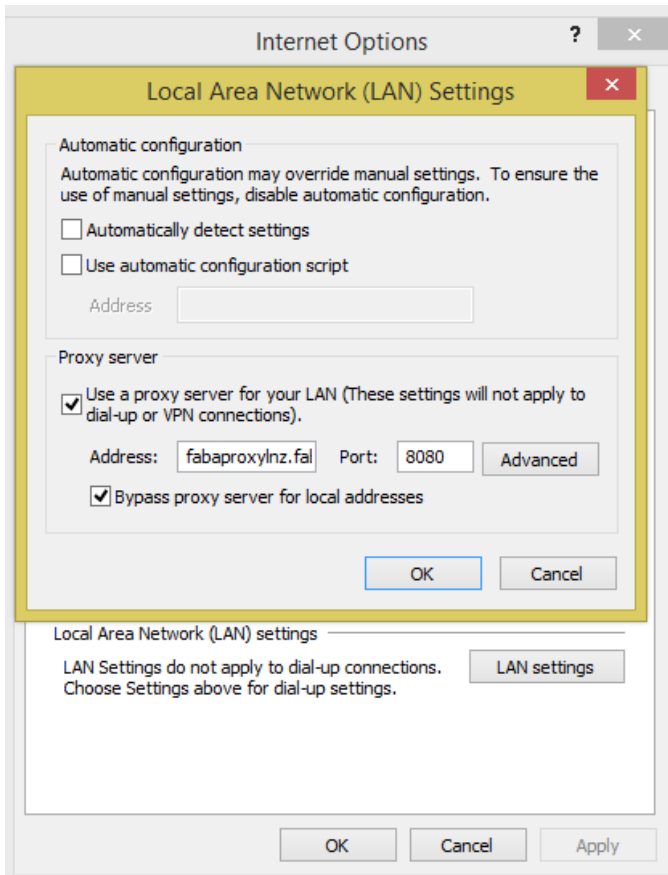 Internet Options
?
Local Area Network (LAN) Settings
Automatic configuration
Automatic configuration may override manual settings. To ensure the
use of manual settings, disable automatic configuration.
Automatically detect settings
Use automatic configuration script
Address
Proxy server
Use a proxy server for your LAN (These settings will not apply to
dial-up or VPN connections).
Address: fabaproxylnz.fal Port: 8080 Advanced
Bypass proxy server for local addresses
OK Cancel
Local Area Network (LAN) settings
LAN Settings do not apply to dial-up connections. LAN settings
Choose Settings above for dial-up settings.
OK Cancel Apply